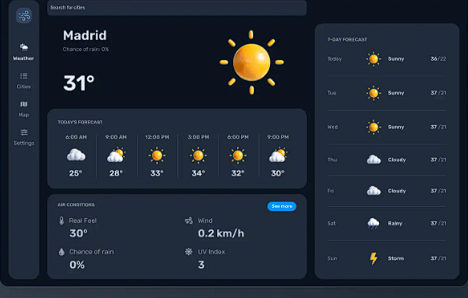 Search for cities
Weather
Cities
Map
Settings
Madrid
Chance of rain: 0%
31°
TODAY'S FORECAST
6:00 AM 9:00 AM 12:00 PM 3:00 PM 6:00 PM 9:00 PM
25° 28° 33° 34° 32° 30°
AIR CONDITIONS
See more
Real Feel
30°
Wind
0.2 km/h
Chance of rain
0%
UV Index
3
7-DAY FORECAST
Today Sunny 36/22
Tue Sunny 37/21
Wed Sunny 37/21
Thu Cloudy 37/21
Fri Cloudy 37/21
Sat Rainy 37/21
Sun Storm 37/21